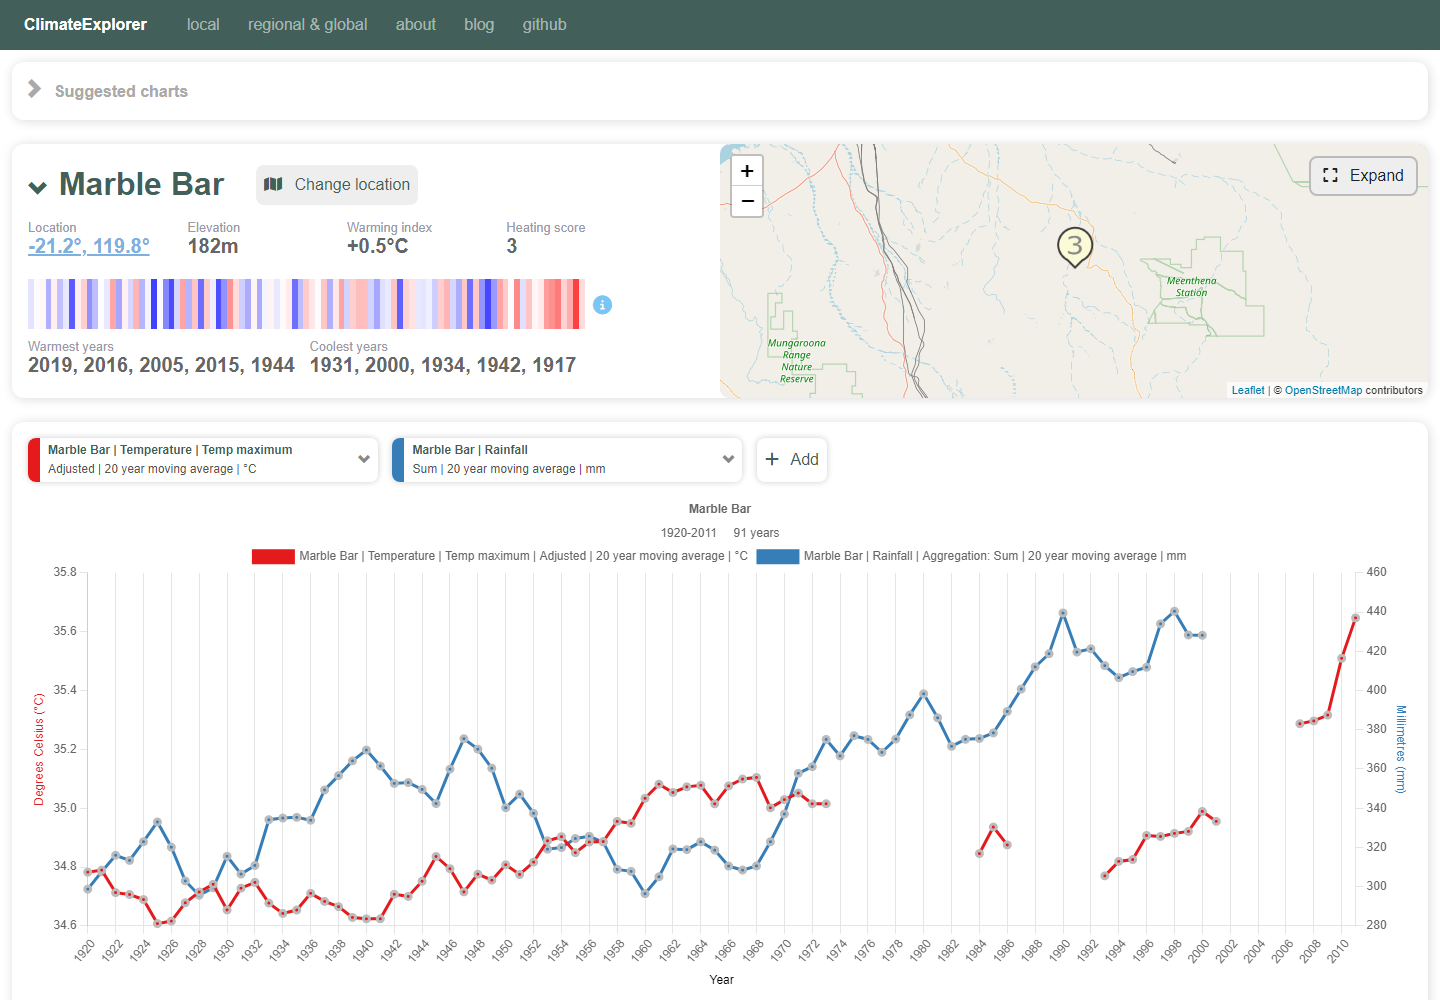 ClimateExplorer local regional & global about blog github
Suggested charts
Marble Bar Change location
Location Elevation Warming index Heating score
-21.2°, 119.8° 182m +0.5°C 3
Warmest years Coolest years
2019, 2016, 2005, 2015, 1944 1931, 2000, 1934, 1942, 1917
+
−
Expand
3
Meenthena
Station
Mungaroona
Range
Nature
Reserve
Leaflet | © OpenStreetMap contributors
Marble Bar | Temperature | Temp maximum
Adjusted | 20 year moving average | °C
Marble Bar | Rainfall
Sum | 20 year moving average | mm
+ Add
Marble Bar
1920-2011 91 years
Marble Bar | Temperature | Temp maximum | Adjusted | 20 year moving average | °C Marble Bar | Rainfall | Aggregation: Sum | 20 year moving average | mm
Degrees Celsius (°C)
35.8
35.6
35.4
35.2
35.0
34.8
34.6
460
440
420
400
380
360
340
320
300
280
Millimetres (mm)
1920 1922 1924 1926 1928 1930 1932 1934 1936 1938 1940 1942 1944 1946 1948 1950 1952 1954 1956 1958 1960 1962 1964 1966 1968 1970 1972 1974 1976 1978 1980 1982 1984 1986 1988 1990 1992 1994 1996 1998 2000 2002 2004 2006 2008 2010
Year